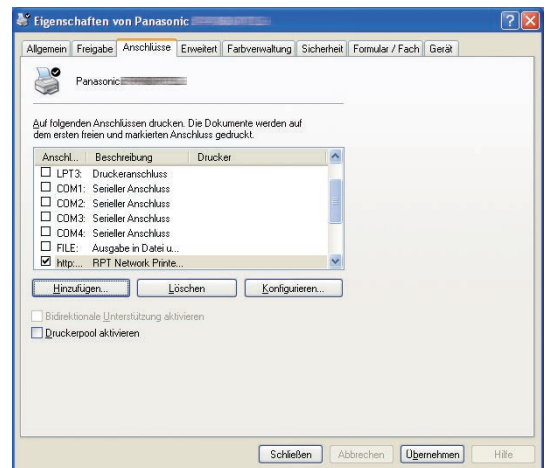 Eigenschaften von Panasonic
Allgemein Freigabe Anschlüsse Erweitert Farbverwaltung Sicherheit Formular / Fach Gerät
Panasonic
Auf folgenden Anschlüssen drucken. Die Dokumente werden auf
dem ersten freien und markierten Anschluss gedruckt.
Anschl... Beschreibung Drucker
LPT3: Druckeranschluss
COM1: Serieller Anschluss
COM2: Serieller Anschluss
COM3: Serieller Anschluss
COM4: Serieller Anschluss
FILE: Ausgabe in Datei u...
http:... RPT Network Printe...
Hinzufügen... Löschen Konfigurieren...
Bidirektionale Unterstützung aktivieren
Druckerpool aktivieren
Schließen Abbrechen Übernehmen Hilfe